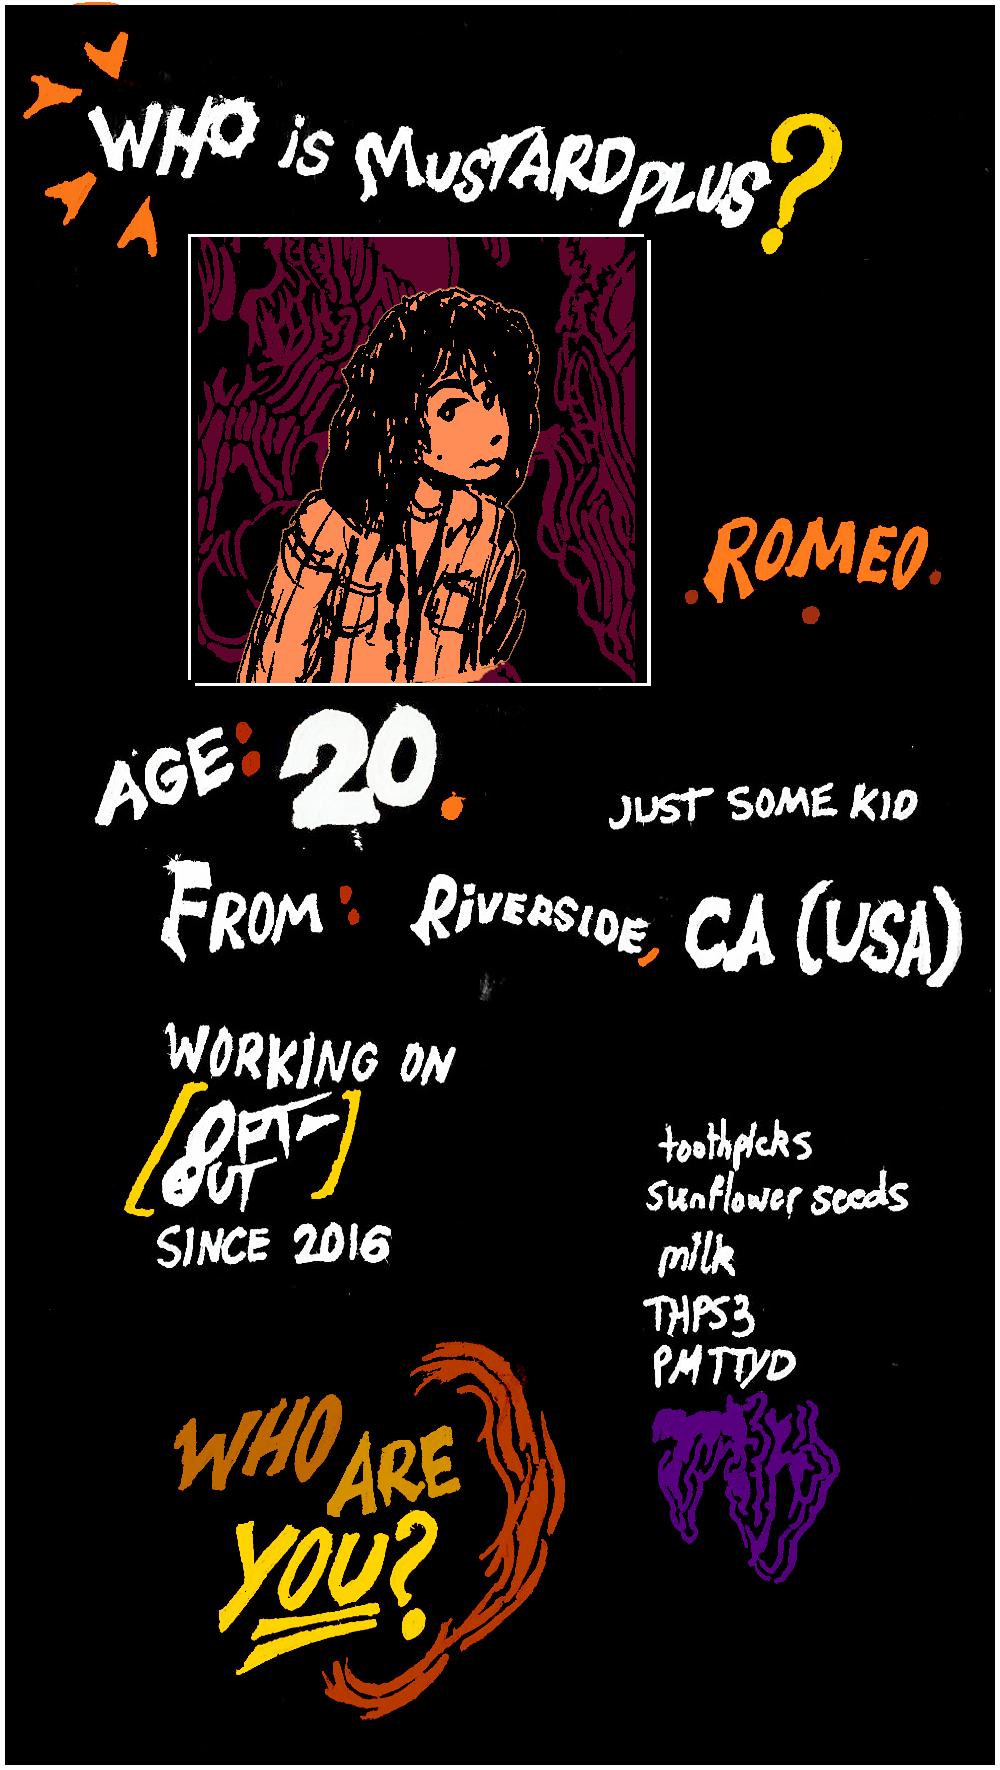 WHO iS MUSTARDPLUS?
ROMEO
AGE: 20.
JUST SOME KID
FROM: RiVERSIDE, CA (USA)
WORKING ON
[OPT-
OUT]
SINCE 2016
toothpicks
sunflower seeds
milk
THPS3
PMTTYD
WHO ARE
YOU?